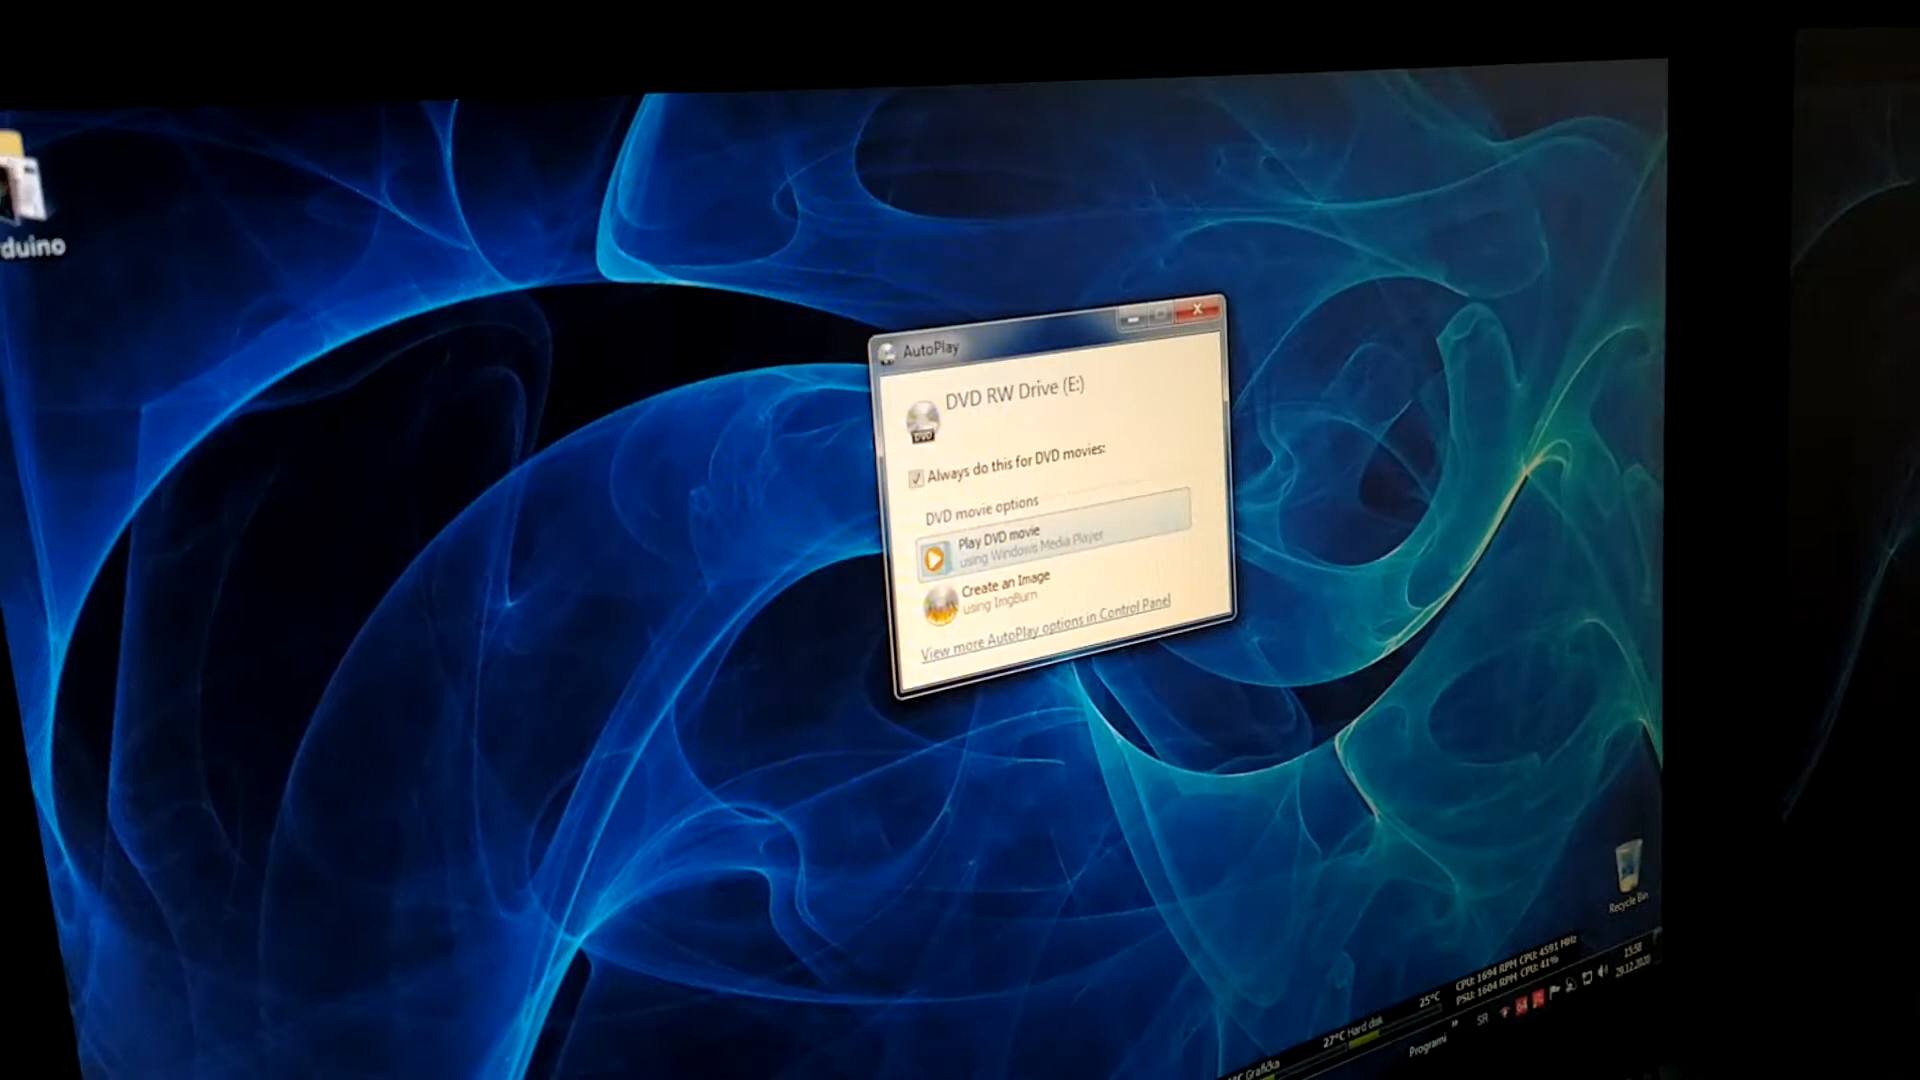 duino
AutoPlay
DVD RW Drive (E:)
DVD
Always do this for DVD movies:
DVD movie options
Play DVD movie
using Windows Media Player
Create an Image
using ImgBurn
View more AutoPlay options in Control Panel
Recycle Bin
CPU: 1694 RPM CPU: 4591 MHz
PSU: 1604 RPM CPU: 41%
25°C
27°C Hard disk
°C Grafička
Programi
»
SR
64
15:58
29.12.2020